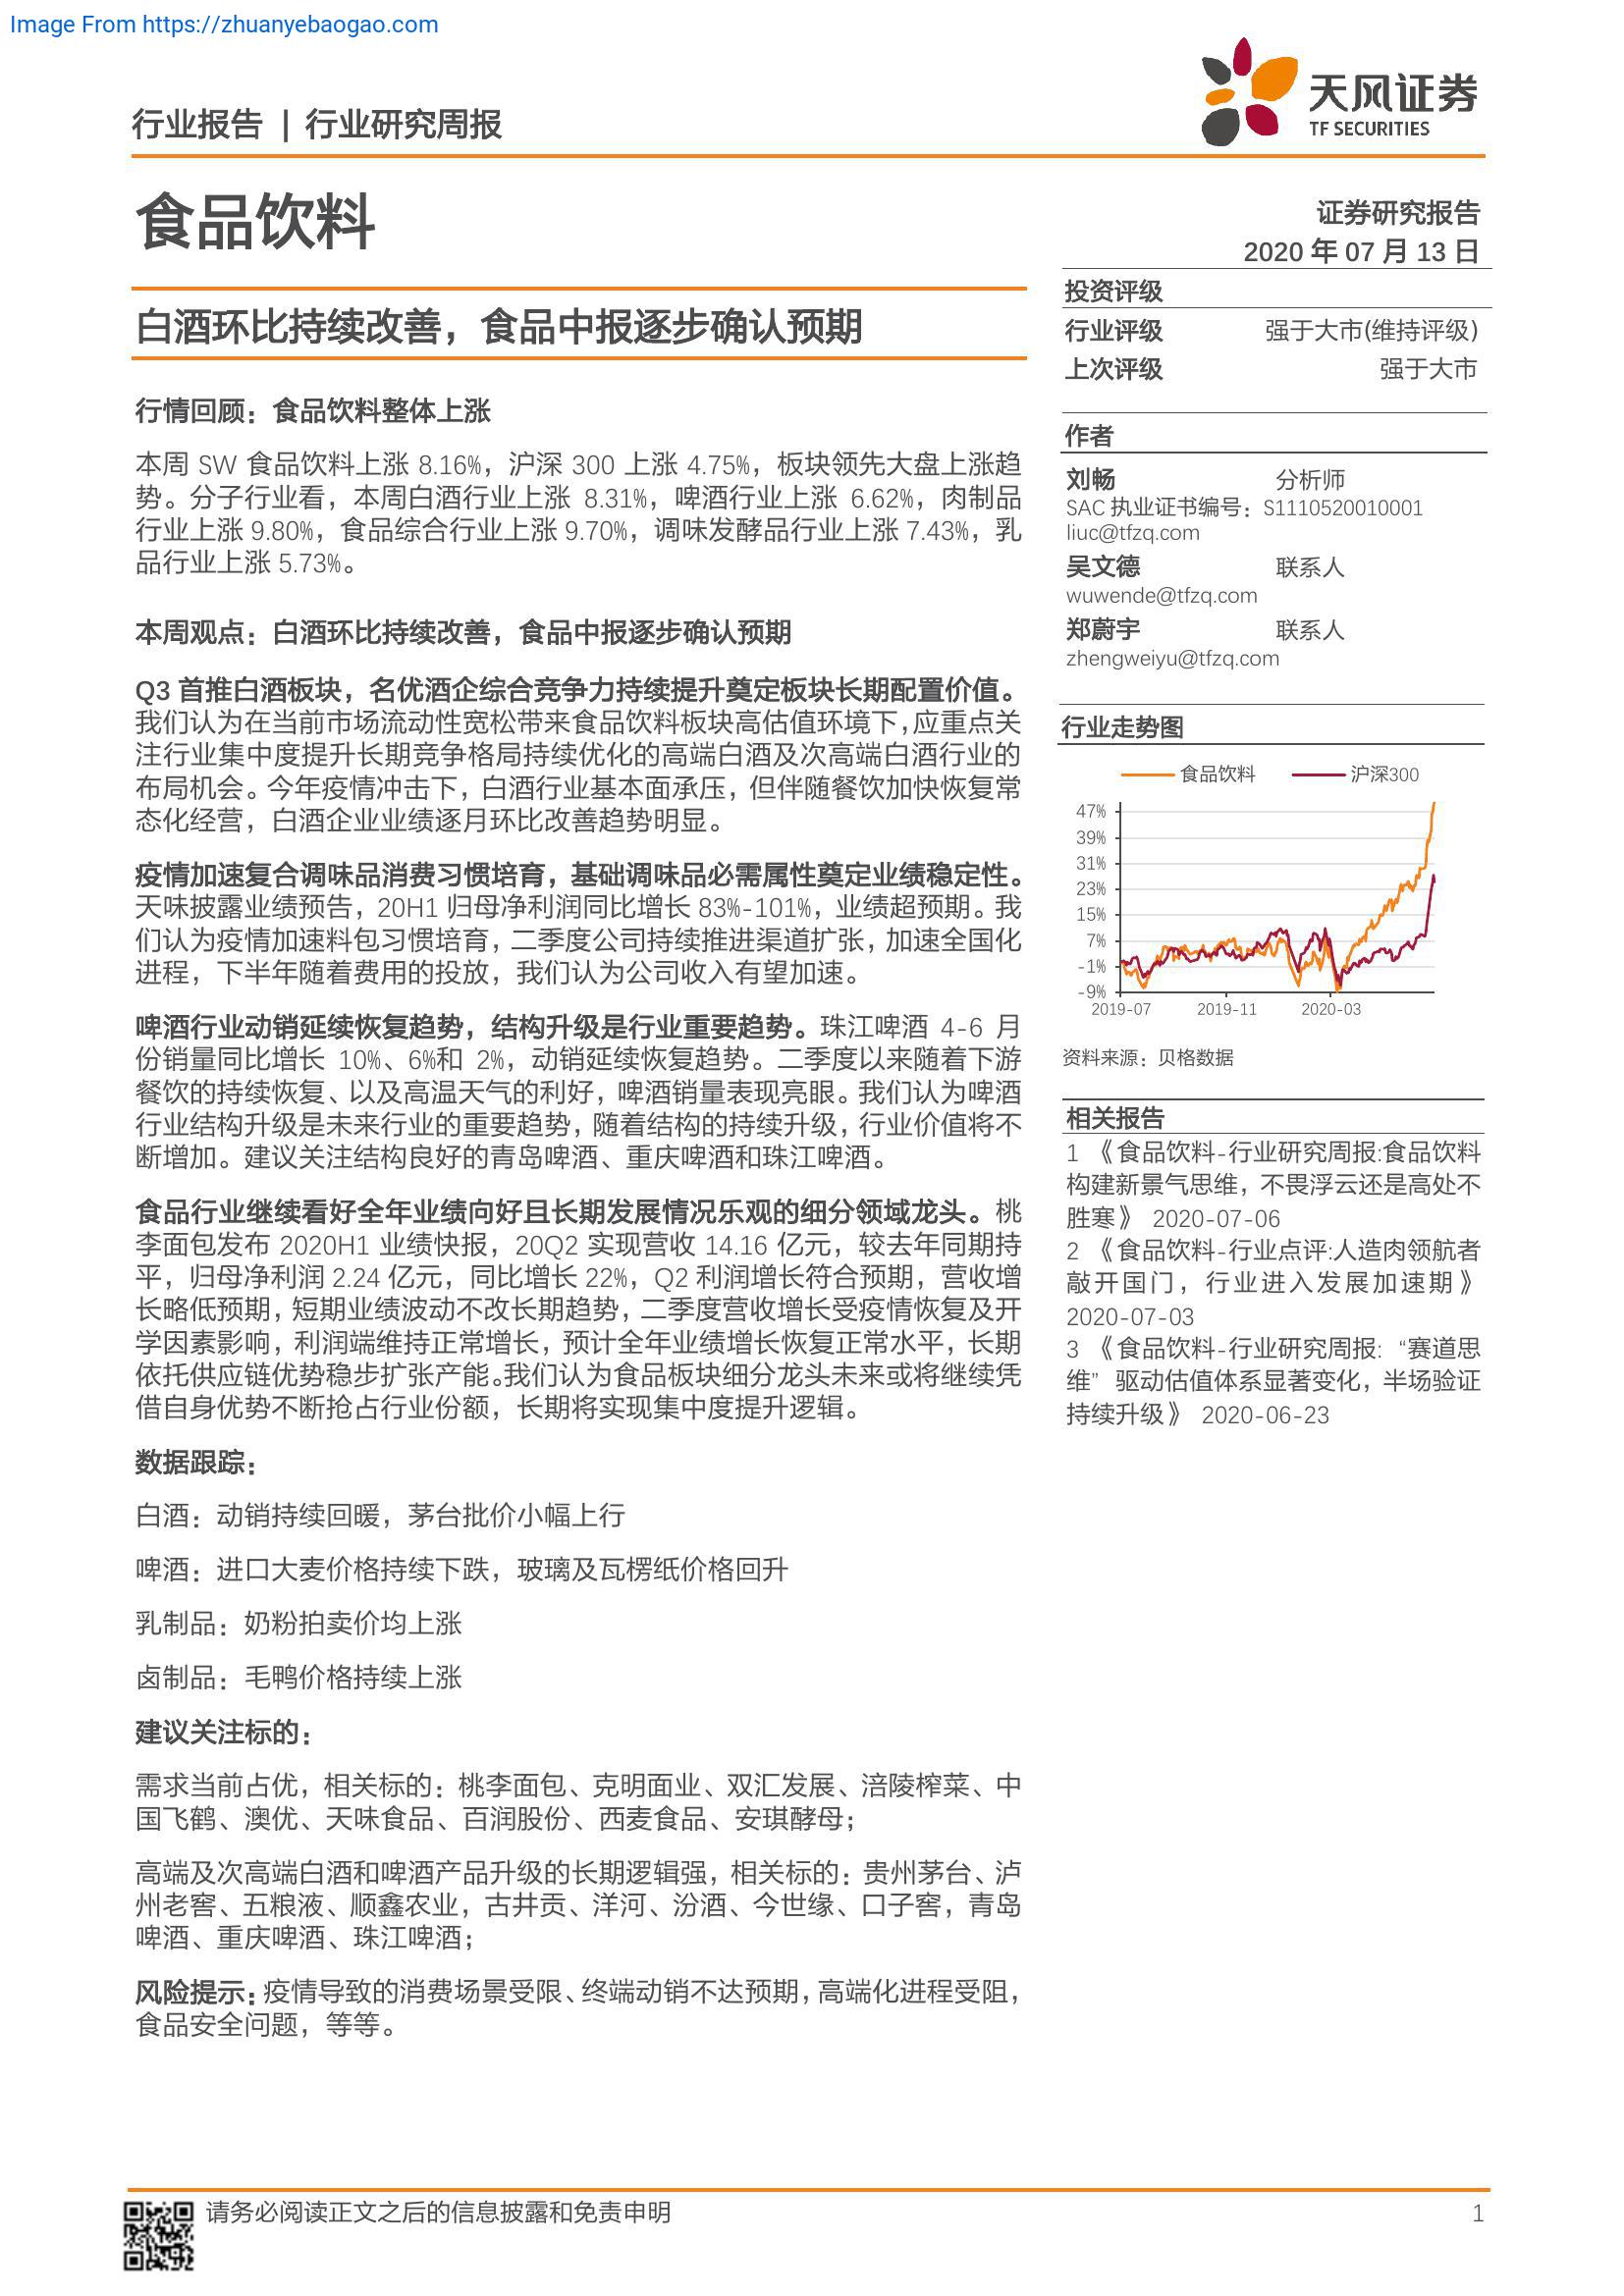 Image From https://zhuanyebaogao.com
行业报告 | 行业研究周报
天风证券
TF SECURITIES
食品饮料
证券研究报告
2020 年 07 月 13 日
白酒环比持续改善，食品中报逐步确认预期
行情回顾：食品饮料整体上涨
本周 SW 食品饮料上涨 8.16%，沪深 300 上涨 4.75%，板块领先大盘上涨趋
势。分子行业看，本周白酒行业上涨 8.31%，啤酒行业上涨 6.62%，肉制品
行业上涨 9.80%，食品综合行业上涨 9.70%，调味发酵品行业上涨 7.43%，乳
品行业上涨 5.73%。
本周观点：白酒环比持续改善，食品中报逐步确认预期
Q3 首推白酒板块，名优酒企综合竞争力持续提升奠定板块长期配置价值。
我们认为在当前市场流动性宽松带来食品饮料板块高估值环境下，应重点关
注行业集中度提升长期竞争格局持续优化的高端白酒及次高端白酒行业的
布局机会。今年疫情冲击下，白酒行业基本面承压，但伴随餐饮加快恢复常
态化经营，白酒企业业绩逐月环比改善趋势明显。
疫情加速复合调味品消费习惯培育，基础调味品必需属性奠定业绩稳定性。
天味披露业绩预告，20H1 归母净利润同比增长 83%-101%，业绩超预期。我
们认为疫情加速料包习惯培育，二季度公司持续推进渠道扩张，加速全国化
进程，下半年随着费用的投放，我们认为公司收入有望加速。
啤酒行业动销延续恢复趋势，结构升级是行业重要趋势。珠江啤酒 4-6 月
份销量同比增长 10%、6%和 2%，动销延续恢复趋势。二季度以来随着下游
餐饮的持续恢复、以及高温天气的利好，啤酒销量表现亮眼。我们认为啤酒
行业结构升级是未来行业的重要趋势，随着结构的持续升级，行业价值将不
断增加。建议关注结构良好的青岛啤酒、重庆啤酒和珠江啤酒。
食品行业继续看好全年业绩向好且长期发展情况乐观的细分领域龙头。桃
李面包发布 2020H1 业绩快报，20Q2 实现营收 14.16 亿元，较去年同期持
平，归母净利润 2.24 亿元，同比增长 22%，Q2 利润增长符合预期，营收增
长略低预期，短期业绩波动不改长期趋势，二季度营收增长受疫情恢复及开
学因素影响，利润端维持正常增长，预计全年业绩增长恢复正常水平，长期
依托供应链优势稳步扩张产能。我们认为食品板块细分龙头未来或将继续凭
借自身优势不断抢占行业份额，长期将实现集中度提升逻辑。
数据跟踪：
白酒：动销持续回暖，茅台批价小幅上行
啤酒：进口大麦价格持续下跌，玻璃及瓦楞纸价格回升
乳制品：奶粉拍卖价均上涨
卤制品：毛鸭价格持续上涨
建议关注标的：
需求当前占优，相关标的：桃李面包、克明面业、双汇发展、涪陵榨菜、中
国飞鹤、澳优、天味食品、百润股份、西麦食品、安琪酵母；
高端及次高端白酒和啤酒产品升级的长期逻辑强，相关标的：贵州茅台、泸
州老窖、五粮液、顺鑫农业，古井贡、洋河、汾酒、今世缘、口子窖，青岛
啤酒、重庆啤酒、珠江啤酒；
风险提示：疫情导致的消费场景受限、终端动销不达预期，高端化进程受阻，
食品安全问题，等等。
投资评级
行业评级 强于大市(维持评级)
上次评级 强于大市
作者
刘畅 分析师
SAC 执业证书编号：S1110520010001
liuc@tfzq.com
吴文德 联系人
wuwende@tfzq.com
郑蔚宇 联系人
zhengweiyu@tfzq.com
行业走势图
食品饮料 沪深300
47%
39%
31%
23%
15%
7%
-1%
-9%
2019-07 2019-11 2020-03
资料来源：贝格数据
相关报告
1 《食品饮料-行业研究周报:食品饮料
构建新景气思维，不畏浮云还是高处不
胜寒》 2020-07-06
2 《食品饮料-行业点评:人造肉领航者
敲开国门，行业进入发展加速期》
2020-07-03
3 《食品饮料-行业研究周报:“赛道思
维”驱动估值体系显著变化，半场验证
持续升级》 2020-06-23
请务必阅读正文之后的信息披露和免责申明
1